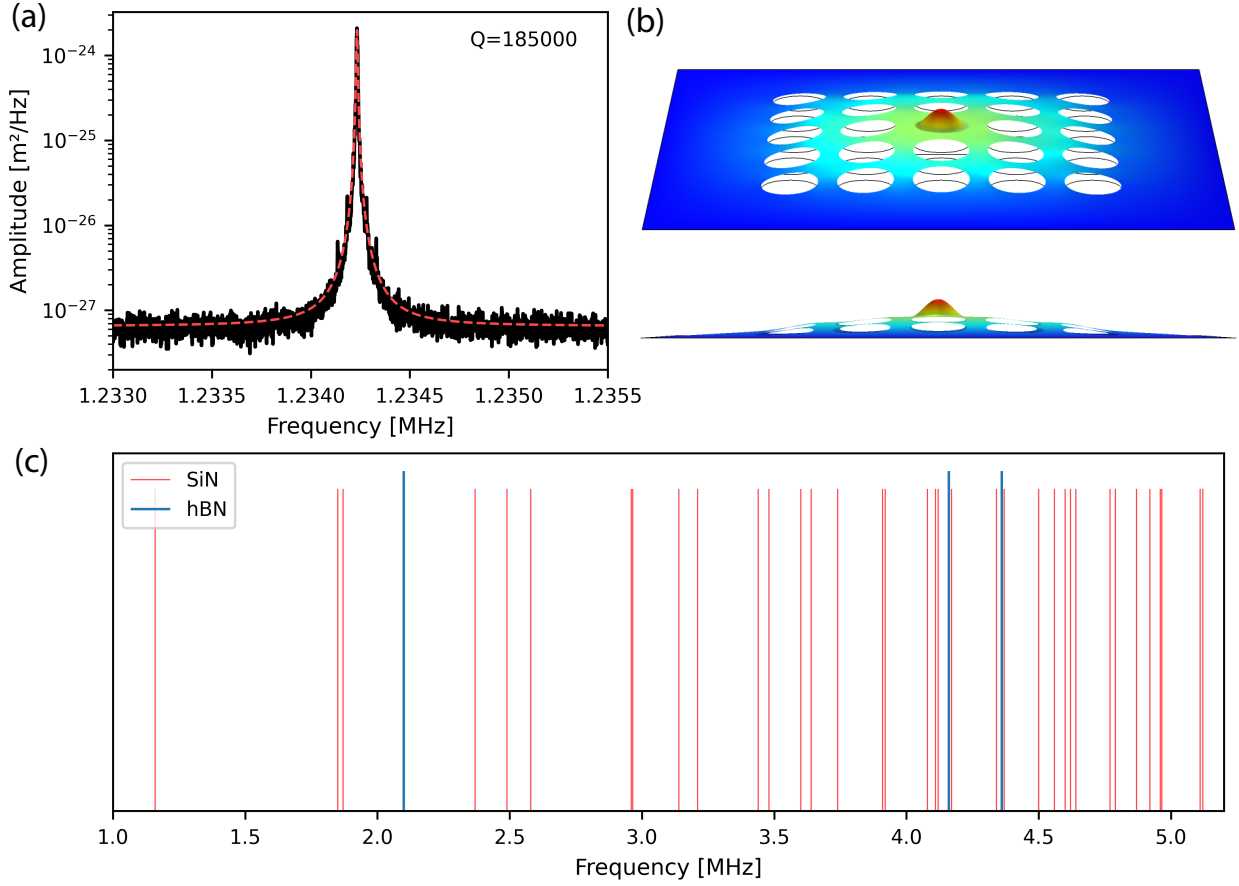 (a)
Q=185000
Amplitude [m²/Hz]
10⁻²⁴
10⁻²⁵
10⁻²⁶
10⁻²⁷
1.2330 1.2335 1.2340 1.2345 1.2350 1.2355
Frequency [MHz]
(b)
(c)
SiN
hBN
1.0 1.5 2.0 2.5 3.0 3.5 4.0 4.5 5.0
Frequency [MHz]